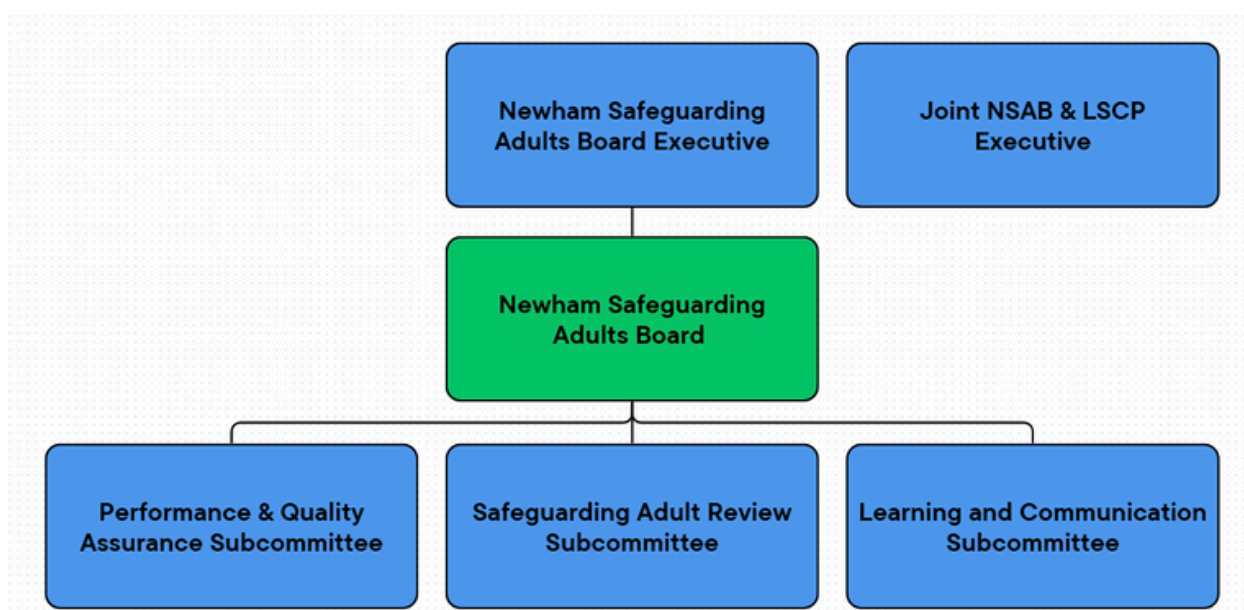 Newham Safeguarding
Adults Board Executive
Joint NSAB & LSCP
Executive
Newham Safeguarding
Adults Board
Performance & Quality
Assurance Subcommittee
Safeguarding Adult Review
Subcommittee
Learning and Communication
Subcommittee